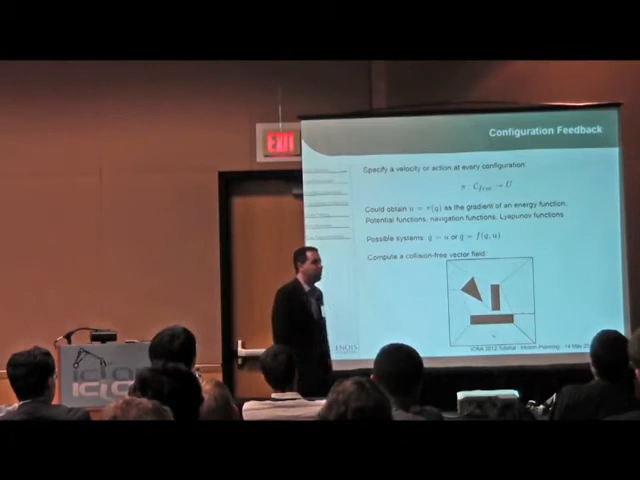 EXIT
Configuration Feedback
Specify a velocity or action at every configuration:
π : C_free → U
Could obtain u = π(q) as the gradient of an energy function.
Potential functions, navigation functions, Lyapunov functions
Possible systems: q̇ = u or q̇ = f(q, u)
Compute a collision-free vector field:
ICRA 2012 Tutorial - Motion Planning - 14 May